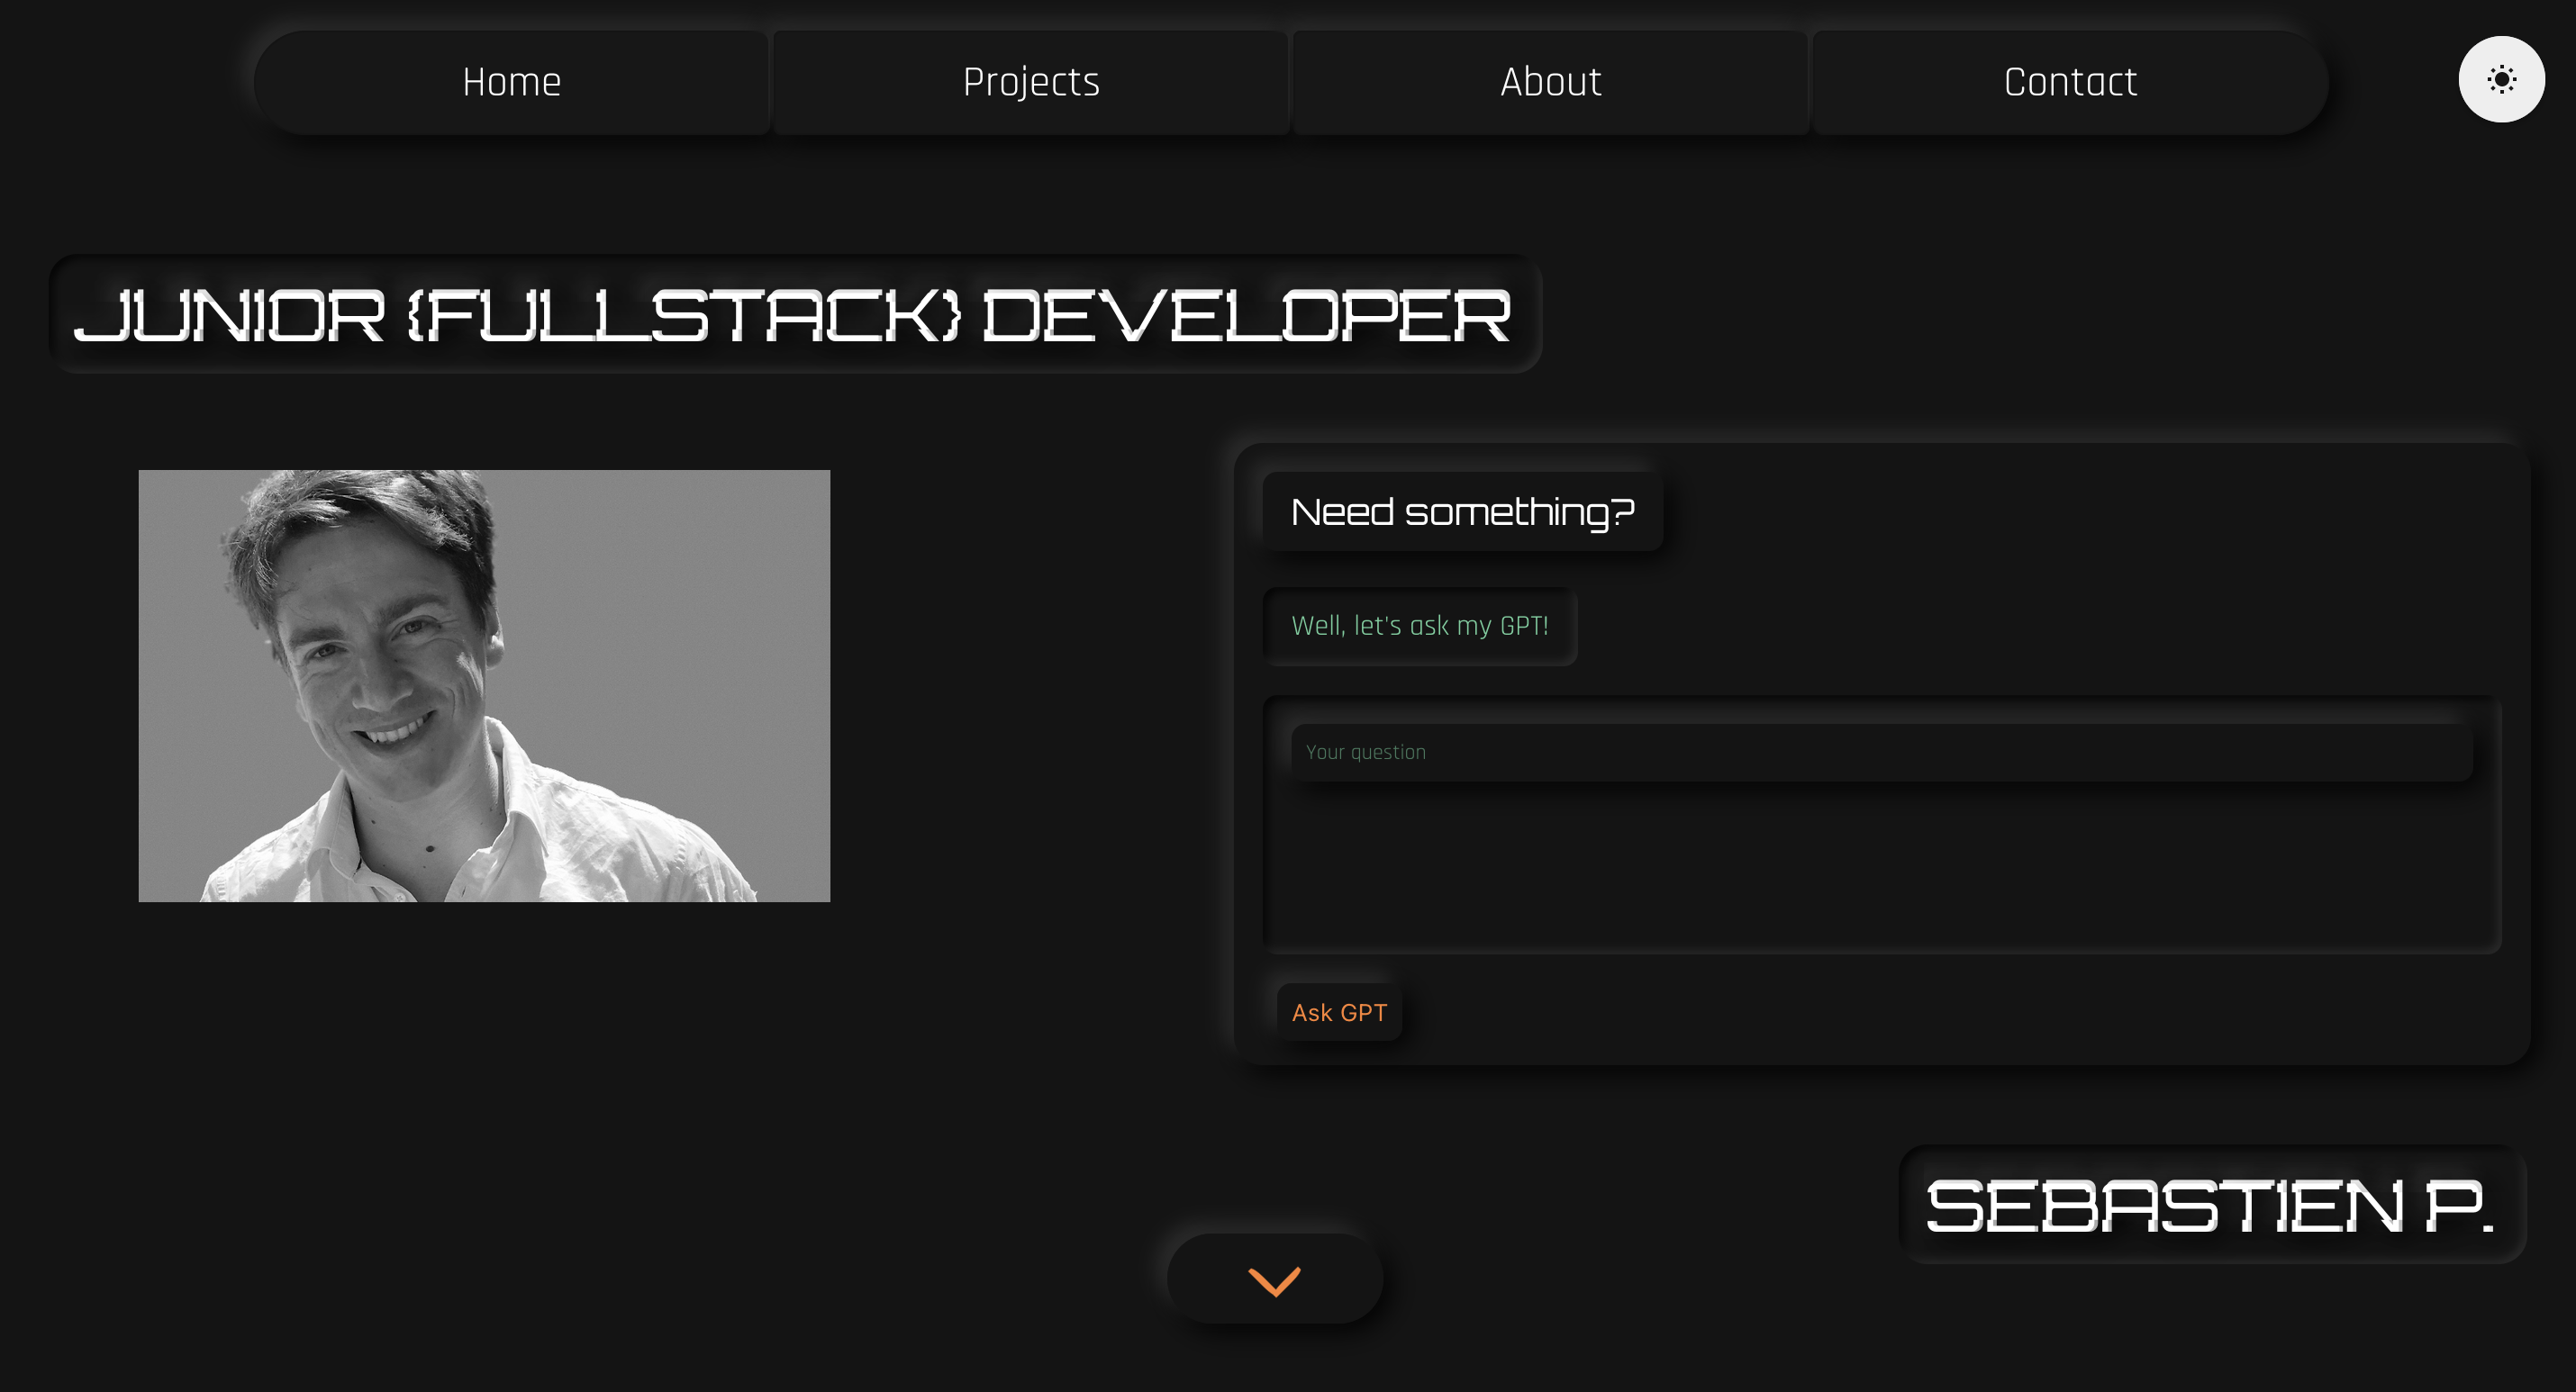 Home
Projects
About
Contact
JUNIOR {FULLSTACK} DEVELOPER
Need something?
Well, let's ask my GPT!
Your question
Ask GPT
SEBASTIEN P.